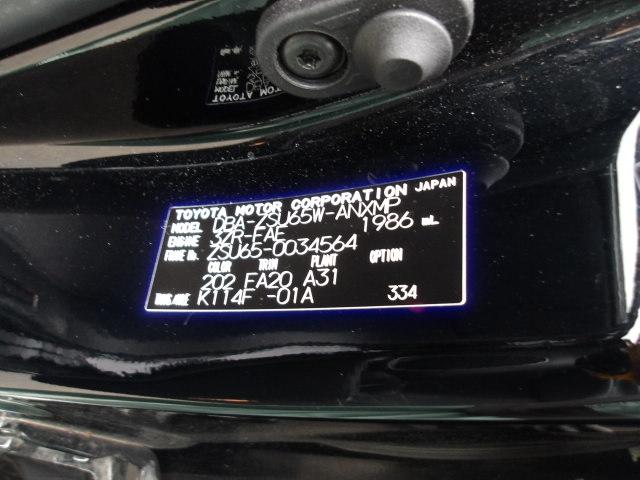 TOYOTA MOTOR CORPORATION JAPAN
MODEL DBA-ZSU65W-ANXMP
ENGINE 3ZR-FAE 1986 mL
FRAME No. ZSU65-0034564
COLOR TRIM PLANT OPTION
202 FA20 A31
TRANS/AXLE K114F -01A 334